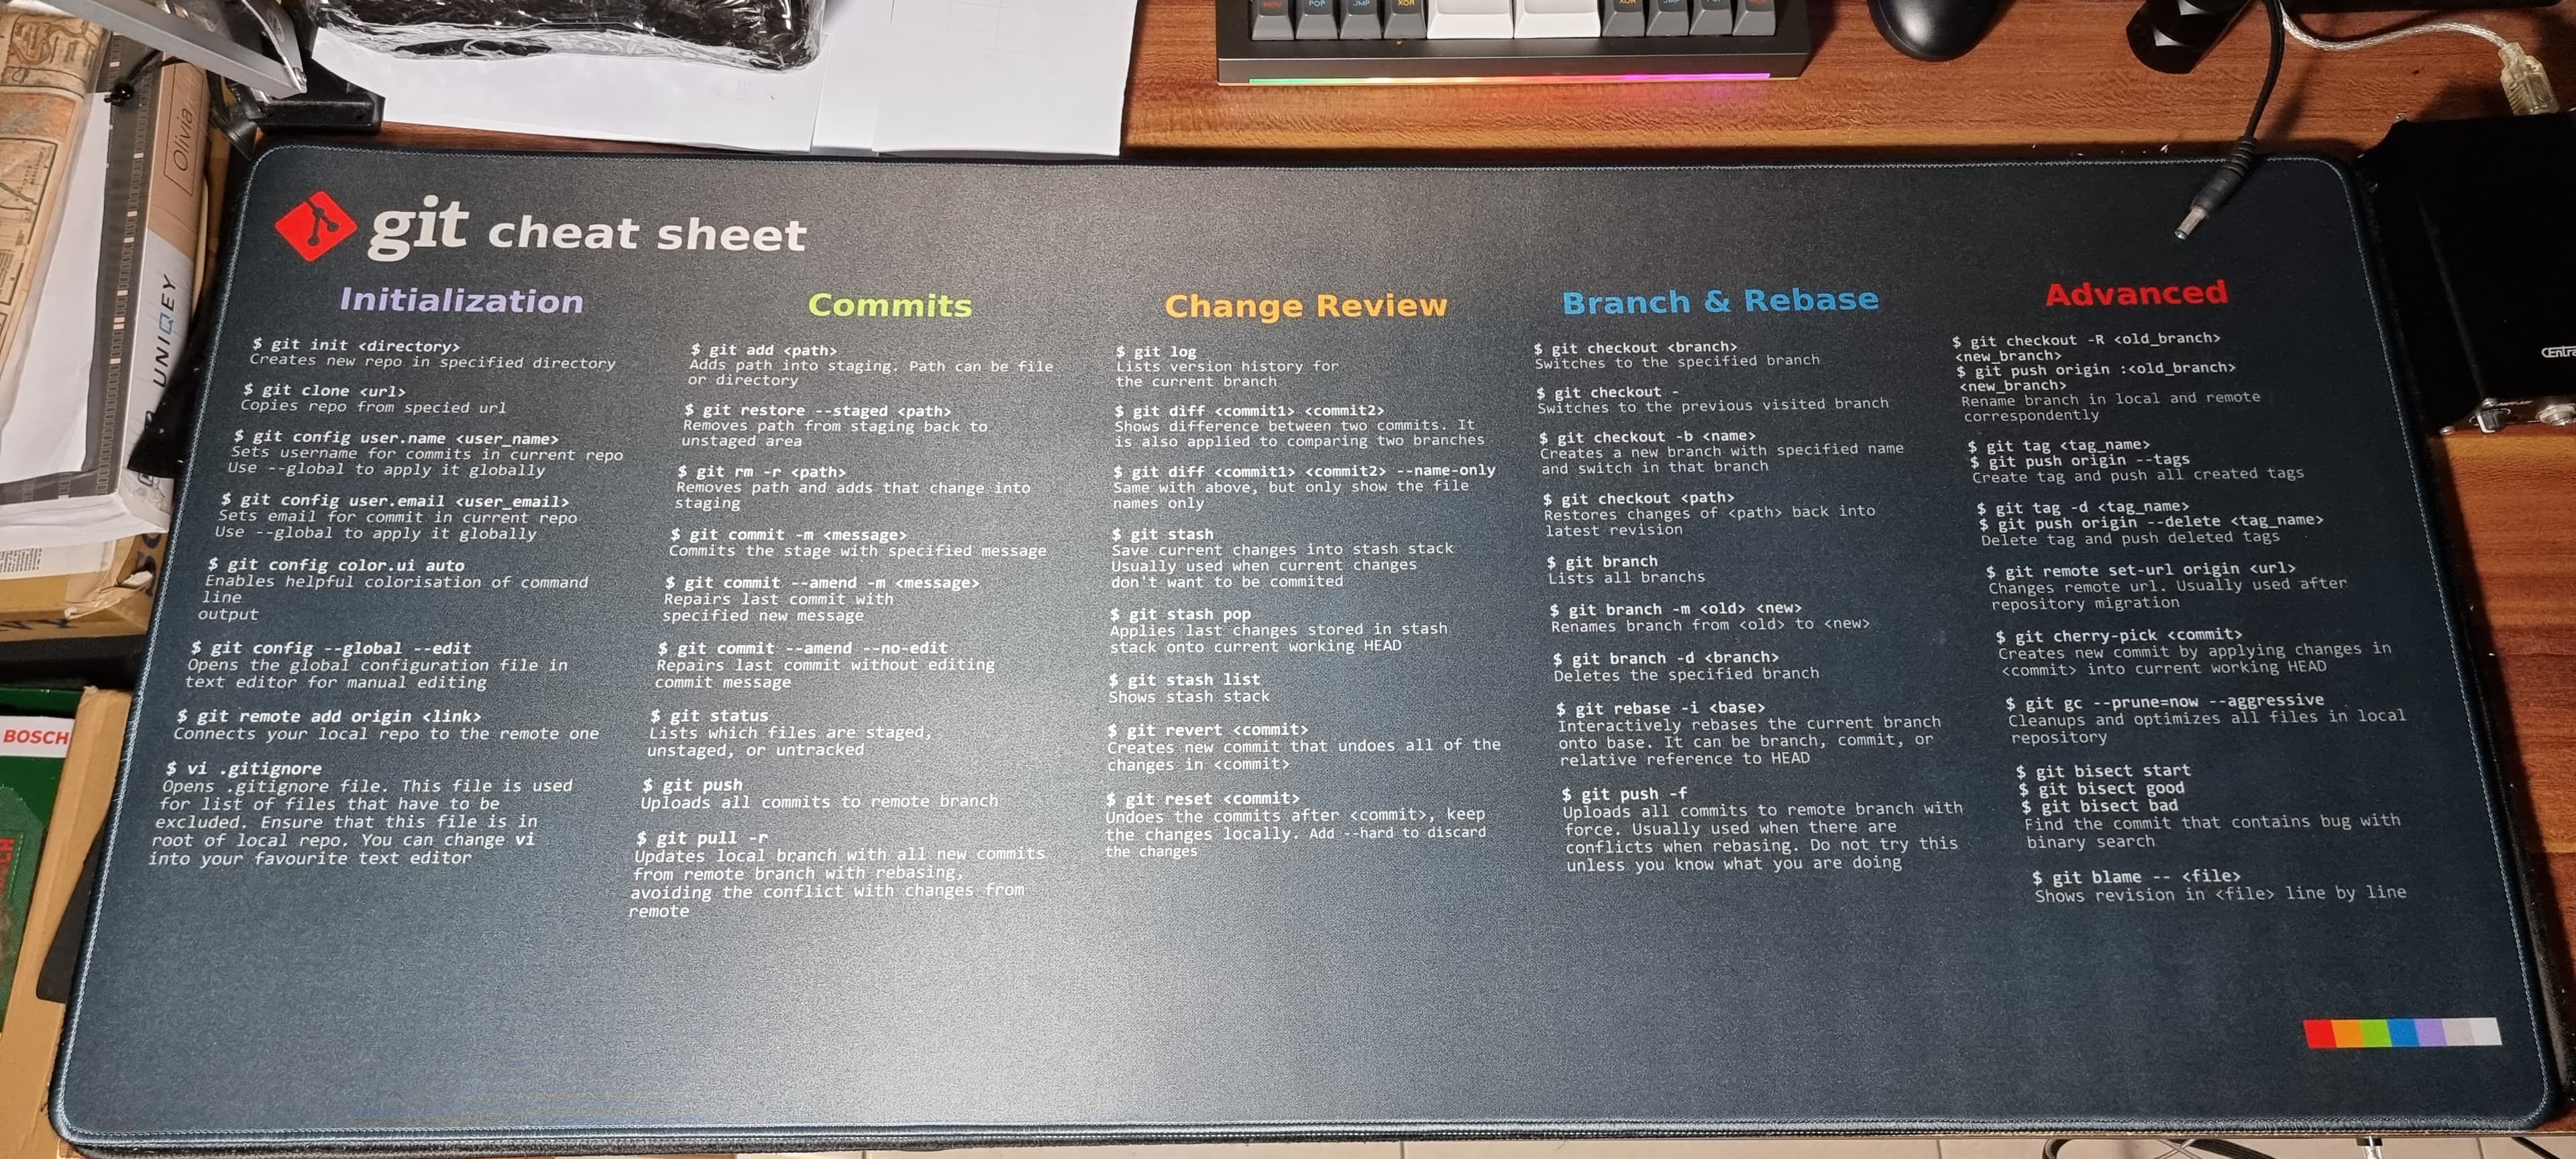 NOV
POP
JMP
XOR
XOR
JMP
Olivia
UNIQEY
BOSCH
git cheat sheet
Initialization
$ git init <directory>
Creates new repo in specified directory
$ git clone <url>
Copies repo from specied url
$ git config user.name <user_name>
Sets username for commits in current repo
Use --global to apply it globally
$ git config user.email <user_email>
Sets email for commit in current repo
Use --global to apply it globally
$ git config color.ui auto
Enables helpful colorisation of command
line
output
$ git config --global --edit
Opens the global configuration file in
text editor for manual editing
$ git remote add origin <link>
Connects your local repo to the remote one
$ vi .gitignore
Opens .gitignore file. This file is used
for list of files that have to be
excluded. Ensure that this file is in
root of local repo. You can change vi
into your favourite text editor
Commits
$ git add <path>
Adds path into staging. Path can be file
or directory
$ git restore --staged <path>
Removes path from staging back to
unstaged area
$ git rm -r <path>
Removes path and adds that change into
staging
$ git commit -m <message>
Commits the stage with specified message
$ git commit --amend -m <message>
Repairs last commit with
specified new message
$ git commit --amend --no-edit
Repairs last commit without editing
commit message
$ git status
Lists which files are staged,
unstaged, or untracked
$ git push
Uploads all commits to remote branch
$ git pull -r
Updates local branch with all new commits
from remote branch with rebasing,
avoiding the conflict with changes from
remote
Change Review
$ git log
Lists version history for
the current branch
$ git diff <commit1> <commit2>
Shows difference between two commits. It
is also applied to comparing two branches
$ git diff <commit1> <commit2> --name-only
Same with above, but only show the file
names only
$ git stash
Save current changes into stash stack
Usually used when current changes
don't want to be commited
$ git stash pop
Applies last changes stored in stash
stack onto current working HEAD
$ git stash list
Shows stash stack
$ git revert <commit>
Creates new commit that undoes all of the
changes in <commit>
$ git reset <commit>
Undoes the commits after <commit>, keep
the changes locally. Add --hard to discard
the changes
Branch & Rebase
$ git checkout <branch>
Switches to the specified branch
$ git checkout -
Switches to the previous visited branch
$ git checkout -b <name>
Creates a new branch with specified name
and switch in that branch
$ git checkout <path>
Restores changes of <path> back into
latest revision
$ git branch
Lists all branchs
$ git branch -m <old> <new>
Renames branch from <old> to <new>
$ git branch -d <branch>
Deletes the specified branch
$ git rebase -i <base>
Interactively rebases the current branch
onto base. It can be branch, commit, or
relative reference to HEAD
$ git push -f
Uploads all commits to remote branch with
force. Usually used when there are
conflicts when rebasing. Do not try this
unless you know what you are doing
Advanced
$ git checkout -R <old_branch>
<new_branch>
$ git push origin :<old_branch>
<new_branch>
Rename branch in local and remote
correspondently
$ git tag <tag_name>
$ git push origin --tags
Create tag and push all created tags
$ git tag -d <tag_name>
$ git push origin --delete <tag_name>
Delete tag and push deleted tags
$ git remote set-url origin <url>
Changes remote url. Usually used after
repository migration
$ git cherry-pick <commit>
Creates new commit by applying changes in
<commit> into current working HEAD
$ git gc --prune=now --aggressive
Cleanups and optimizes all files in local
repository
$ git bisect start
$ git bisect good
$ git bisect bad
Find the commit that contains bug with
binary search
$ git blame -- <file>
Shows revision in <file> line by line